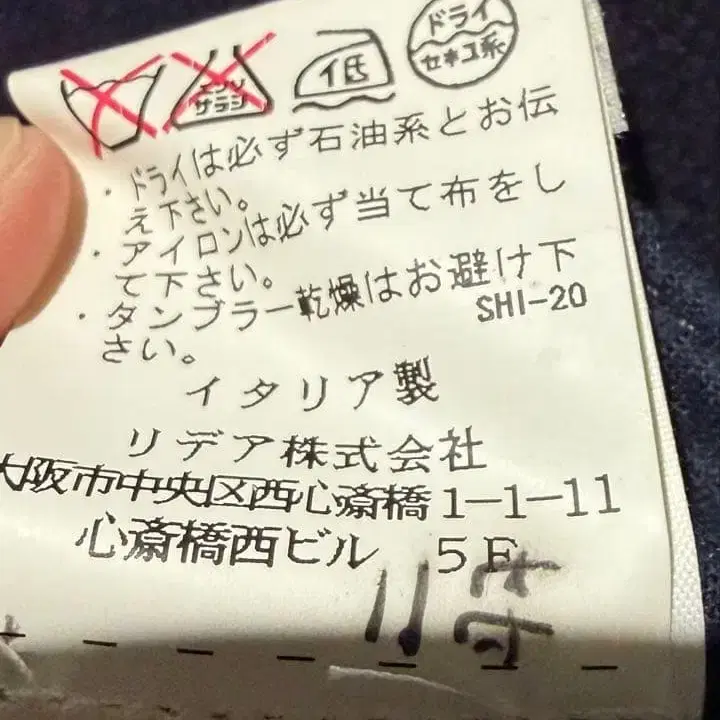 エンソ
サラシ
低
ドライ
セキユ系
・ドライは必ず石油系とお伝
え下さい。
・アイロンは必ず当て布をし
て下さい。
・タンブラー乾燥はお避け下
さい。
SHI-20
イタリア製
リデア株式会社
大阪市中央区西心斎橋1-1-11
心斎橋西ビル 5F